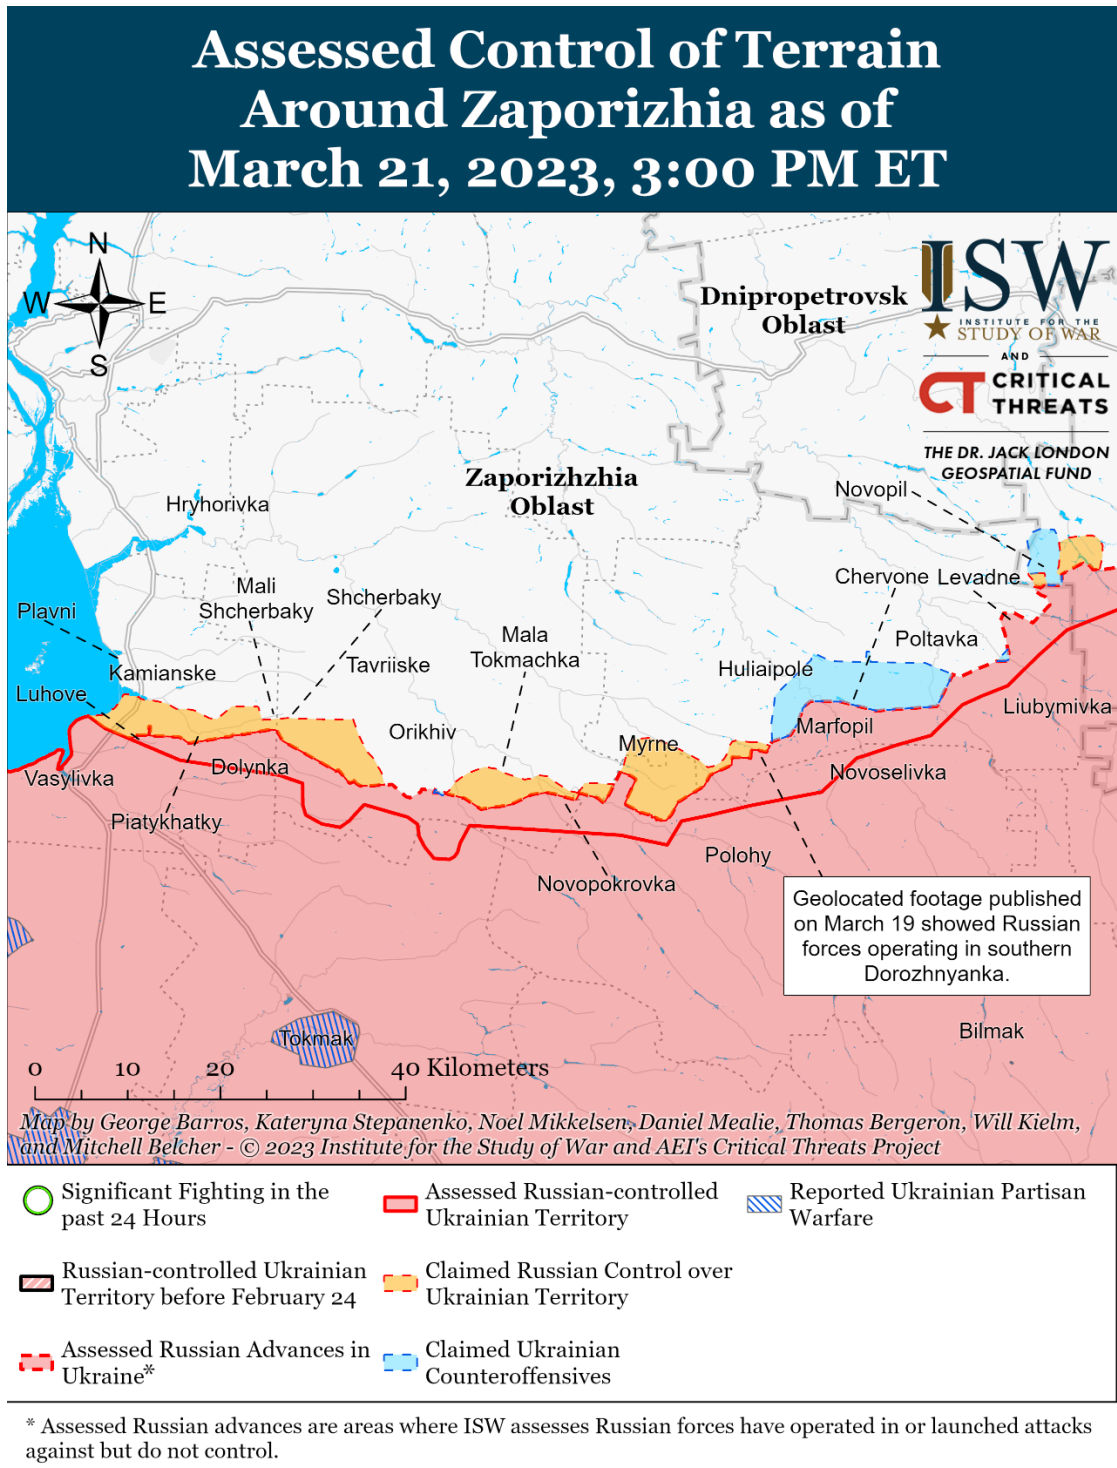 Assessed Control of Terrain
Around Zaporizhia as of
March 21, 2023, 3:00 PM ET
N
W
E
S
Dnipropetrovsk
Oblast
ISW
INSTITUTE FOR THE
STUDY OF WAR
AND
CT CRITICAL
THREATS
THE DR. JACK LONDON
GEOSPATIAL FUND
Zaporizhzhia
Oblast
Novopil
Hryhorivka
Mali
Shcherbaky
Shcherbaky
Chervone
Levadne
Plavni
Mala
Tokmachka
Poltavka
Kamianske
Tavriiske
Huliaipole
Luhove
Liubymivka
Orikhiv
Marfopil
Myrne
Vasylivka
Dolynka
Novoselivka
Piatykhatky
Polohy
Novopokrovka
Geolocated footage published
on March 19 showed Russian
forces operating in southern
Dorozhnyanka.
Tokmak
Bilmak
0 10 20 40 Kilometers
Map by George Barros, Kateryna Stepanenko, Noel Mikkelsen, Daniel Mealie, Thomas Bergeron, Will Kielm,
and Mitchell Belcher - © 2023 Institute for the Study of War and AEI's Critical Threats Project
Significant Fighting in the
past 24 Hours
Assessed Russian-controlled
Ukrainian Territory
Reported Ukrainian Partisan
Warfare
Russian-controlled Ukrainian
Territory before February 24
Claimed Russian Control over
Ukrainian Territory
Assessed Russian Advances in
Ukraine*
Claimed Ukrainian
Counteroffensives
* Assessed Russian advances are areas where ISW assesses Russian forces have operated in or launched attacks
against but do not control.